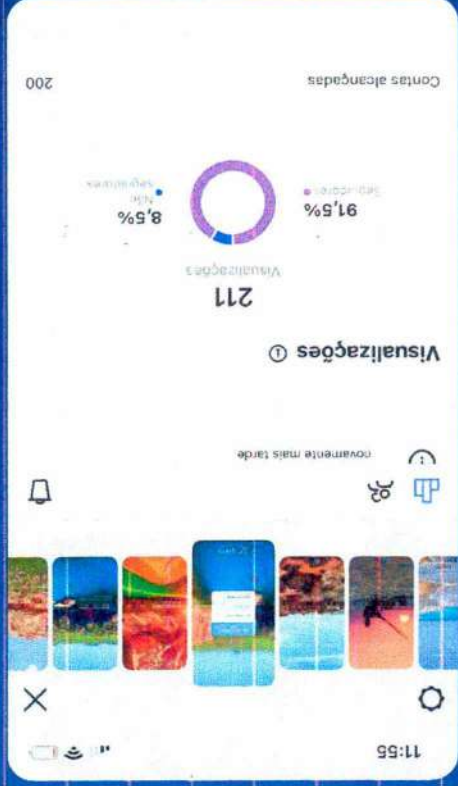 11:55
novamente mais tarde
Visualizações
211
Visualizações
91,5%
Seguidores
8,5%
Não
seguidores
Contas alcançadas 200